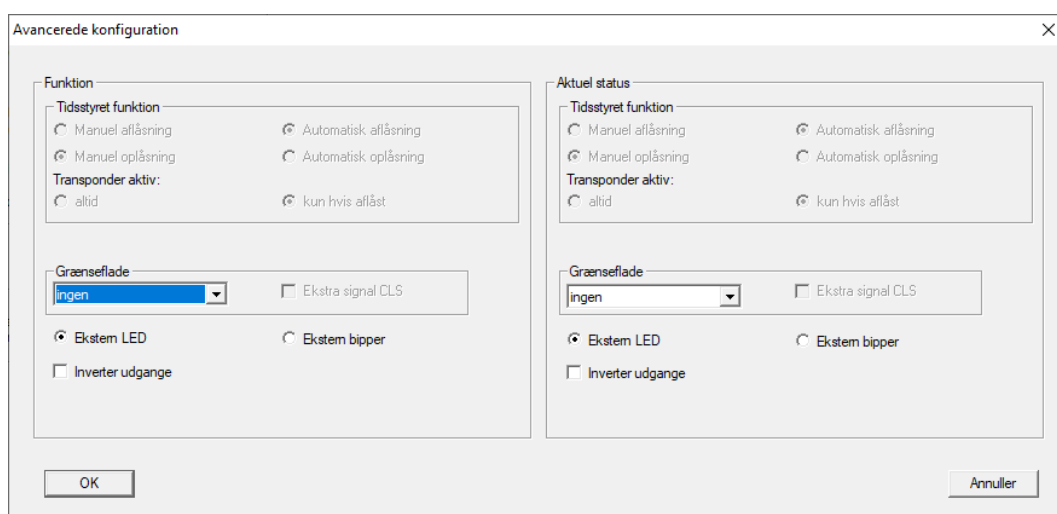 Avancerede konfiguration
Funktion
Tidsstyret funktion
Manuel aflåsning
Automatisk aflåsning
Manuel oplåsning
Automatisk oplåsning
Transponder aktiv:
altid
kun hvis aflåst
Grænseflade
ingen
Ekstra signal CLS
Ekstern LED
Ekstern bipper
Inverter udgange
Aktuel status
Tidsstyret funktion
Manuel aflåsning
Automatisk aflåsning
Manuel oplåsning
Automatisk oplåsning
Transponder aktiv:
altid
kun hvis aflåst
Grænseflade
ingen
Ekstra signal CLS
Ekstern LED
Ekstern bipper
Inverter udgange
OK
Annuller